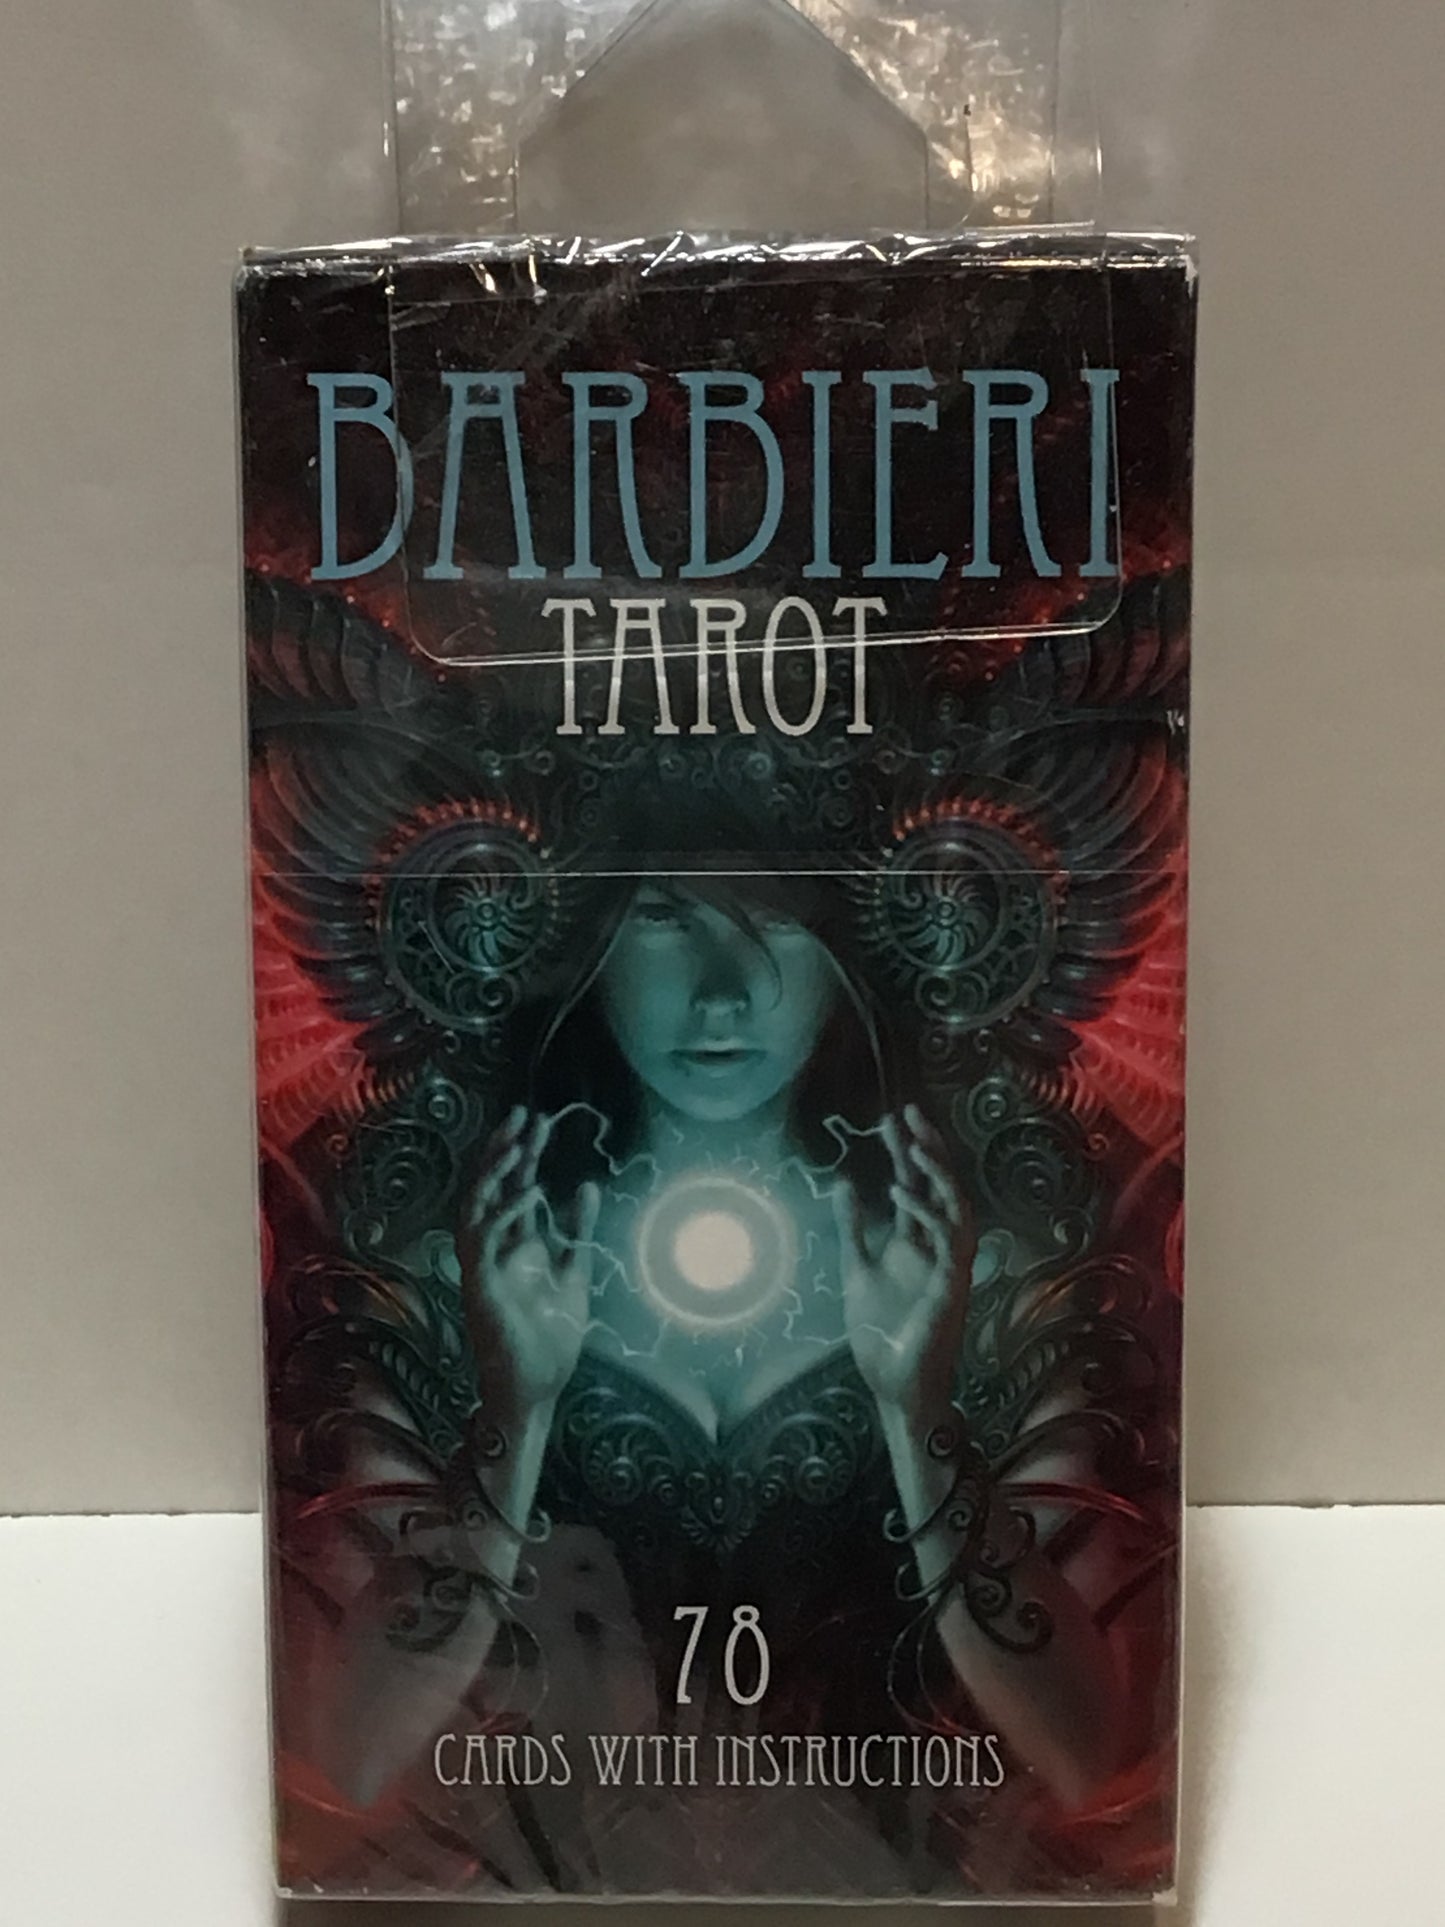 BARBIERI
TAROT
78
CARDS WITH INSTRUCTIONS